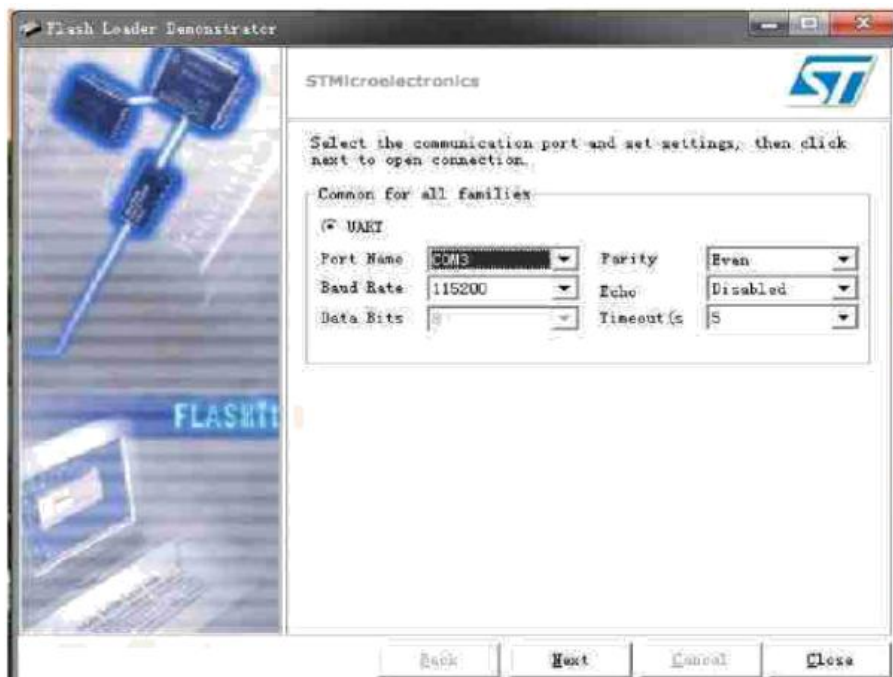 Flash Loader Demonstrator
STMicroelectronics
ST
Select the communication port and set settings, then click
next to open connection.
Common for all families
UART
Port Name COM3 Parity Even
Baud Rate 115200 Echo Disabled
Data Bits 8 Timeout(s 5
Back Next Cancel Close